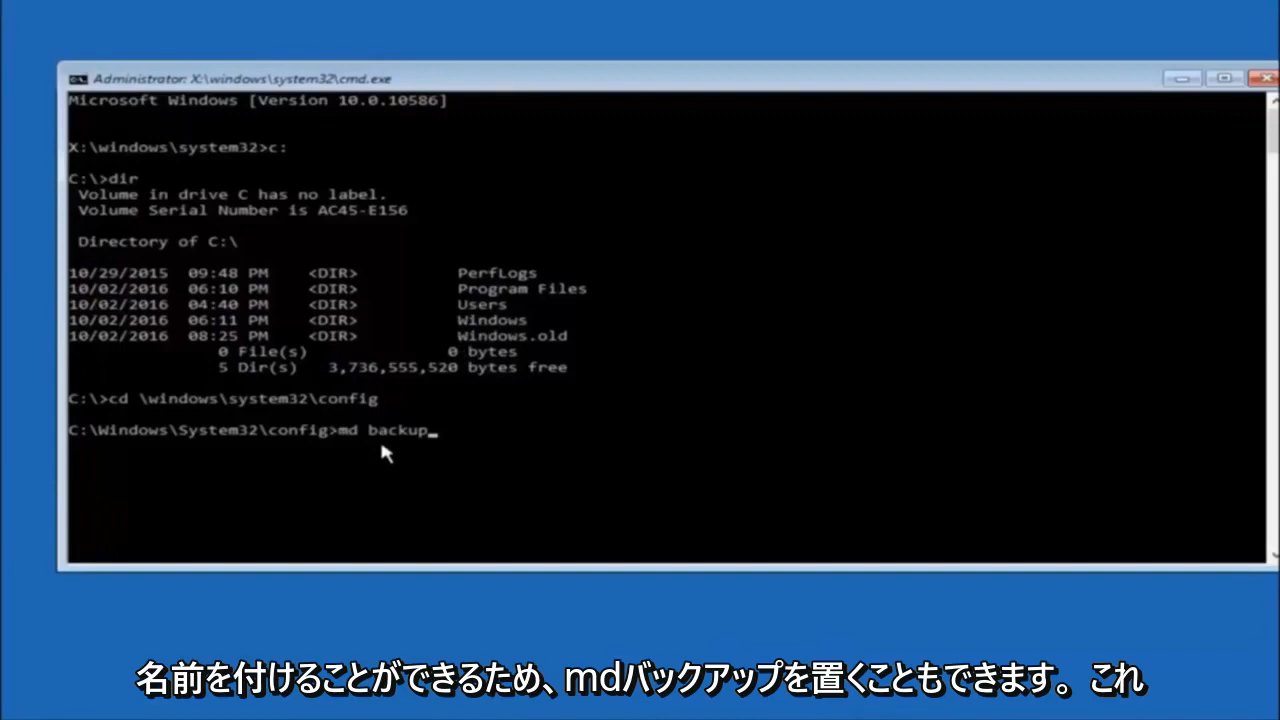 Administrator: X:\windows\system32\cmd.exe
Microsoft Windows [Version 10.0.10586]
X:\windows\system32>c:
C:\>dir
Volume in drive C has no label.
Volume Serial Number is AC45-E156
Directory of C:\
10/29/2015 09:48 PM <DIR> PerfLogs
10/02/2016 06:10 PM <DIR> Program Files
10/02/2016 04:40 PM <DIR> Users
10/02/2016 06:11 PM <DIR> Windows
10/02/2016 08:25 PM <DIR> Windows.old
0 File(s) 0 bytes
5 Dir(s) 3,736,555,520 bytes free
C:\>cd \windows\system32\config
C:\Windows\System32\config>md backup_
名前を付けることができるため、mdバックアップを置くこともできます。 これ